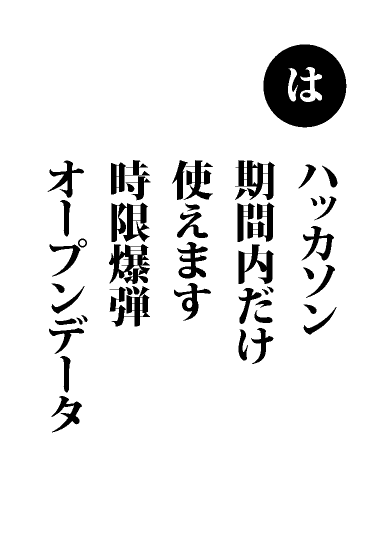 は
ハッカソン
期間内だけ
使えます
時限爆弾
オープンデータ